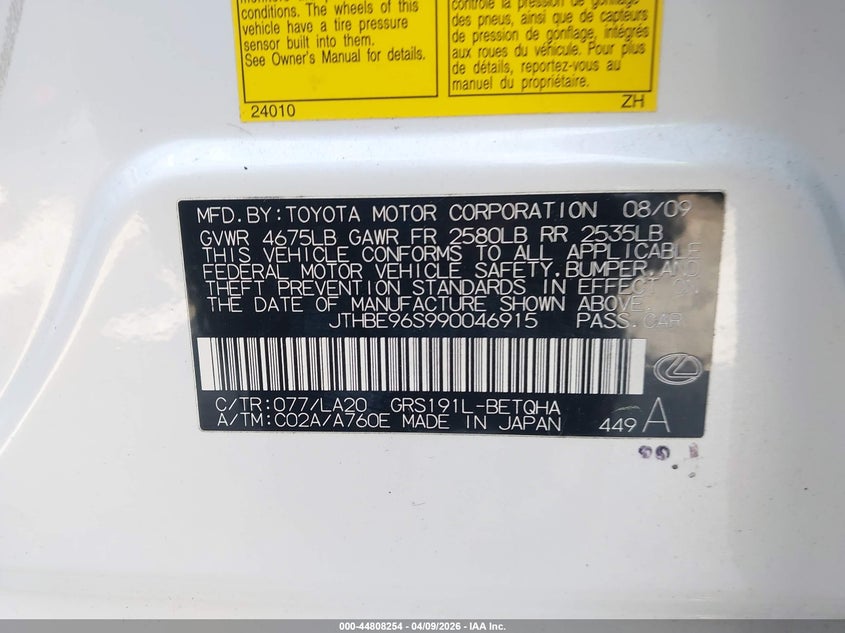 conditions. The wheels of this
vehicle have a tire pressure
sensor built into them.
See Owner's Manual for details.
24010
contrôle la pression de gonflage
des pneus, ainsi que de capteurs
de pression de gonflage, intégrés
aux roues du véhicule. Pour plus
de détails, reportez-vous au
manuel du propriétaire.
ZH
MFD.BY:TOYOTA MOTOR CORPORATION 08/09
GVWR 4675LB GAWR FR 2580LB RR 2535LB
THIS VEHICLE CONFORMS TO ALL APPLICABLE
FEDERAL MOTOR VEHICLE SAFETY,BUMPER,AND
THEFT PREVENTION STANDARDS IN EFFECT ON
THE DATE OF MANUFACTURE SHOWN ABOVE.
JTHBE96S990046915 PASS.CAR
C/TR:077/LA20 GRS191L-BETQHA
A/TM:C02A/A760E MADE IN JAPAN 449 A
000-44808254 | 04/09/2026 - IAA Inc.